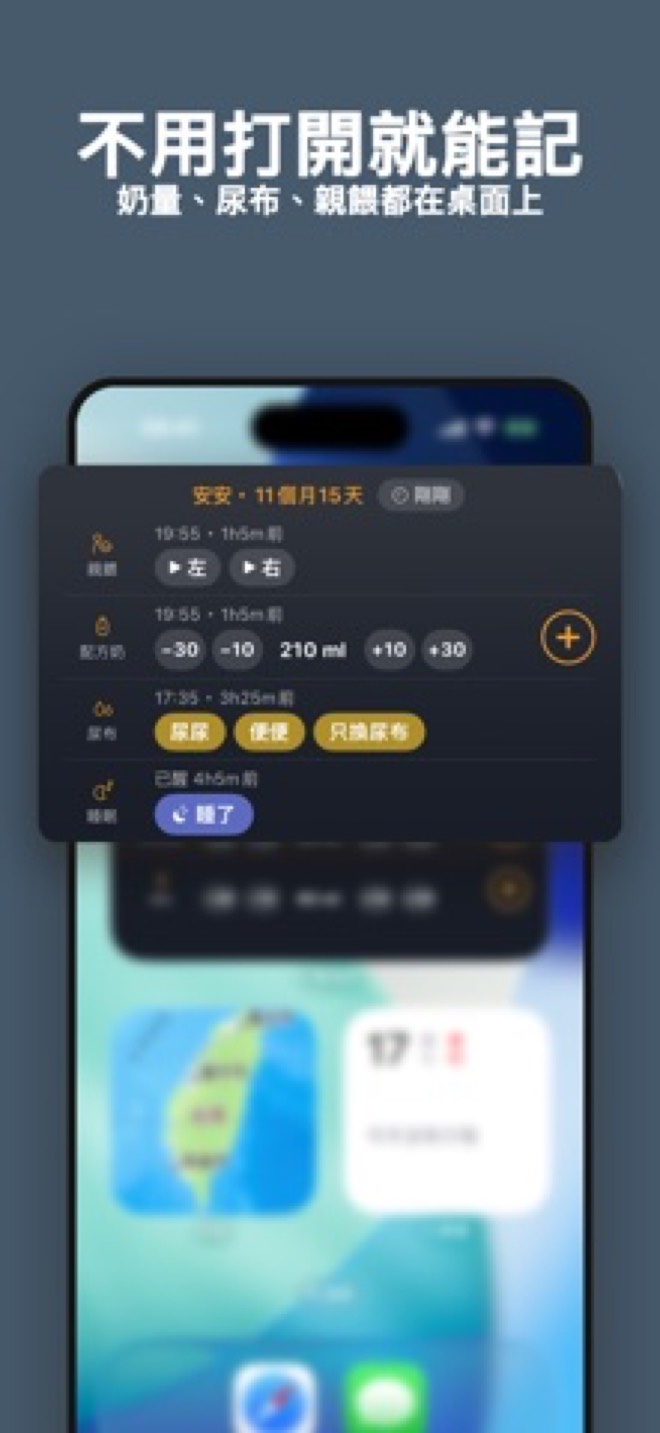 不用打開就能記
奶量、尿布、親餵都在桌面上
安安・11個月15天 剛剛
19:55・1h5m前
親餵
左 右
19:55・1h5m前
配方奶
-30 -10 210 ml +10 +30 +
17:35・3h25m前
尿布
尿尿 便便 只換尿布
已醒 4h5m前
睡眠
睡了
17